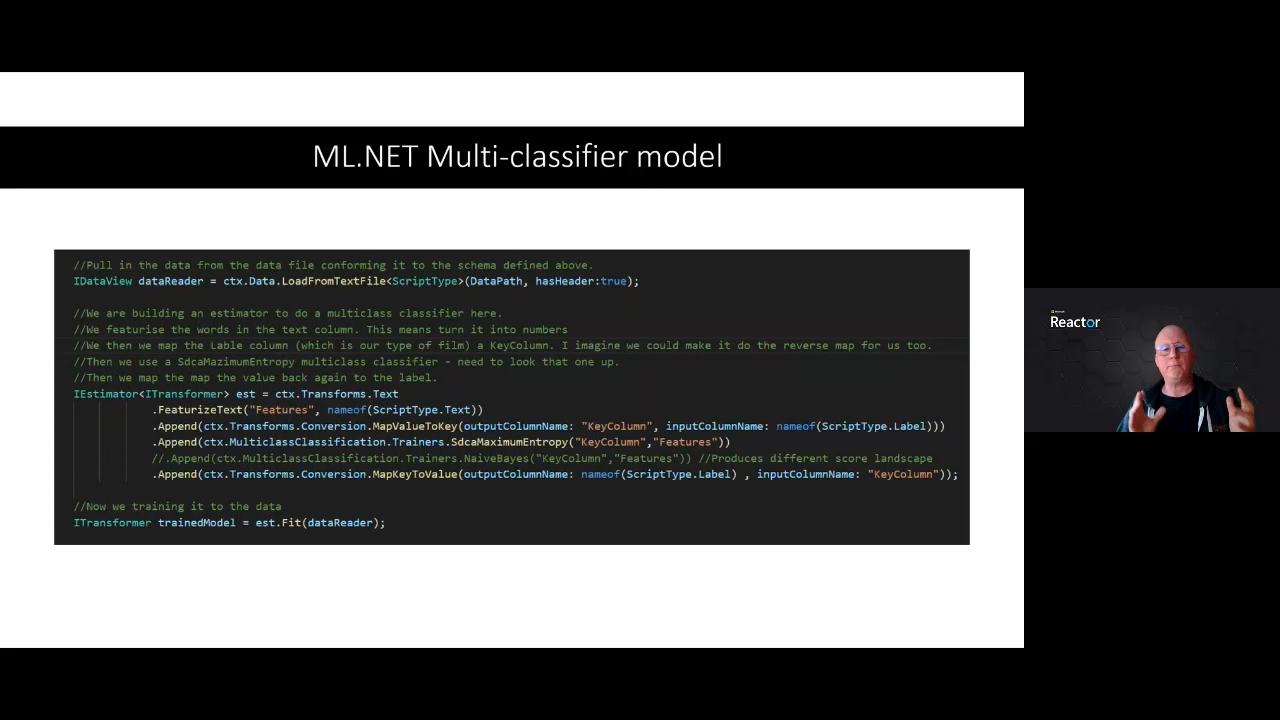 ML.NET Multi-classifier model
//Pull in the data from the data file conforming it to the schema defined above.
IDataView dataReader = ctx.Data.LoadFromTextFile<ScriptType>(DataPath, hasHeader:true);
//We are building an estimator to do a multiclass classifier here.
//We featurise the words in the text column. This means turn it into numbers
//We then we map the Lable column (which is our type of film) a KeyColumn. I imagine we could make it do the reverse map for us too.
//Then we use a SdcaMazimumEntropy multiclass classifier - need to look that one up.
//Then we map the map the value back again to the label.
IEstimator<ITransformer> est = ctx.Transforms.Text
.FeaturizeText("Features", nameof(ScriptType.Text))
.Append(ctx.Transforms.Conversion.MapValueToKey(outputColumnName: "KeyColumn", inputColumnName: nameof(ScriptType.Label)))
.Append(ctx.MulticlassClassification.Trainers.SdcaMaximumEntropy("KeyColumn","Features"))
//.Append(ctx.MulticlassClassification.Trainers.NaiveBayes("KeyColumn","Features")) //Produces different score landscape
.Append(ctx.Transforms.Conversion.MapKeyToValue(outputColumnName: nameof(ScriptType.Label) , inputColumnName: "KeyColumn"));
//Now we training it to the data
ITransformer trainedModel = est.Fit(dataReader);
Microsoft
Reactor